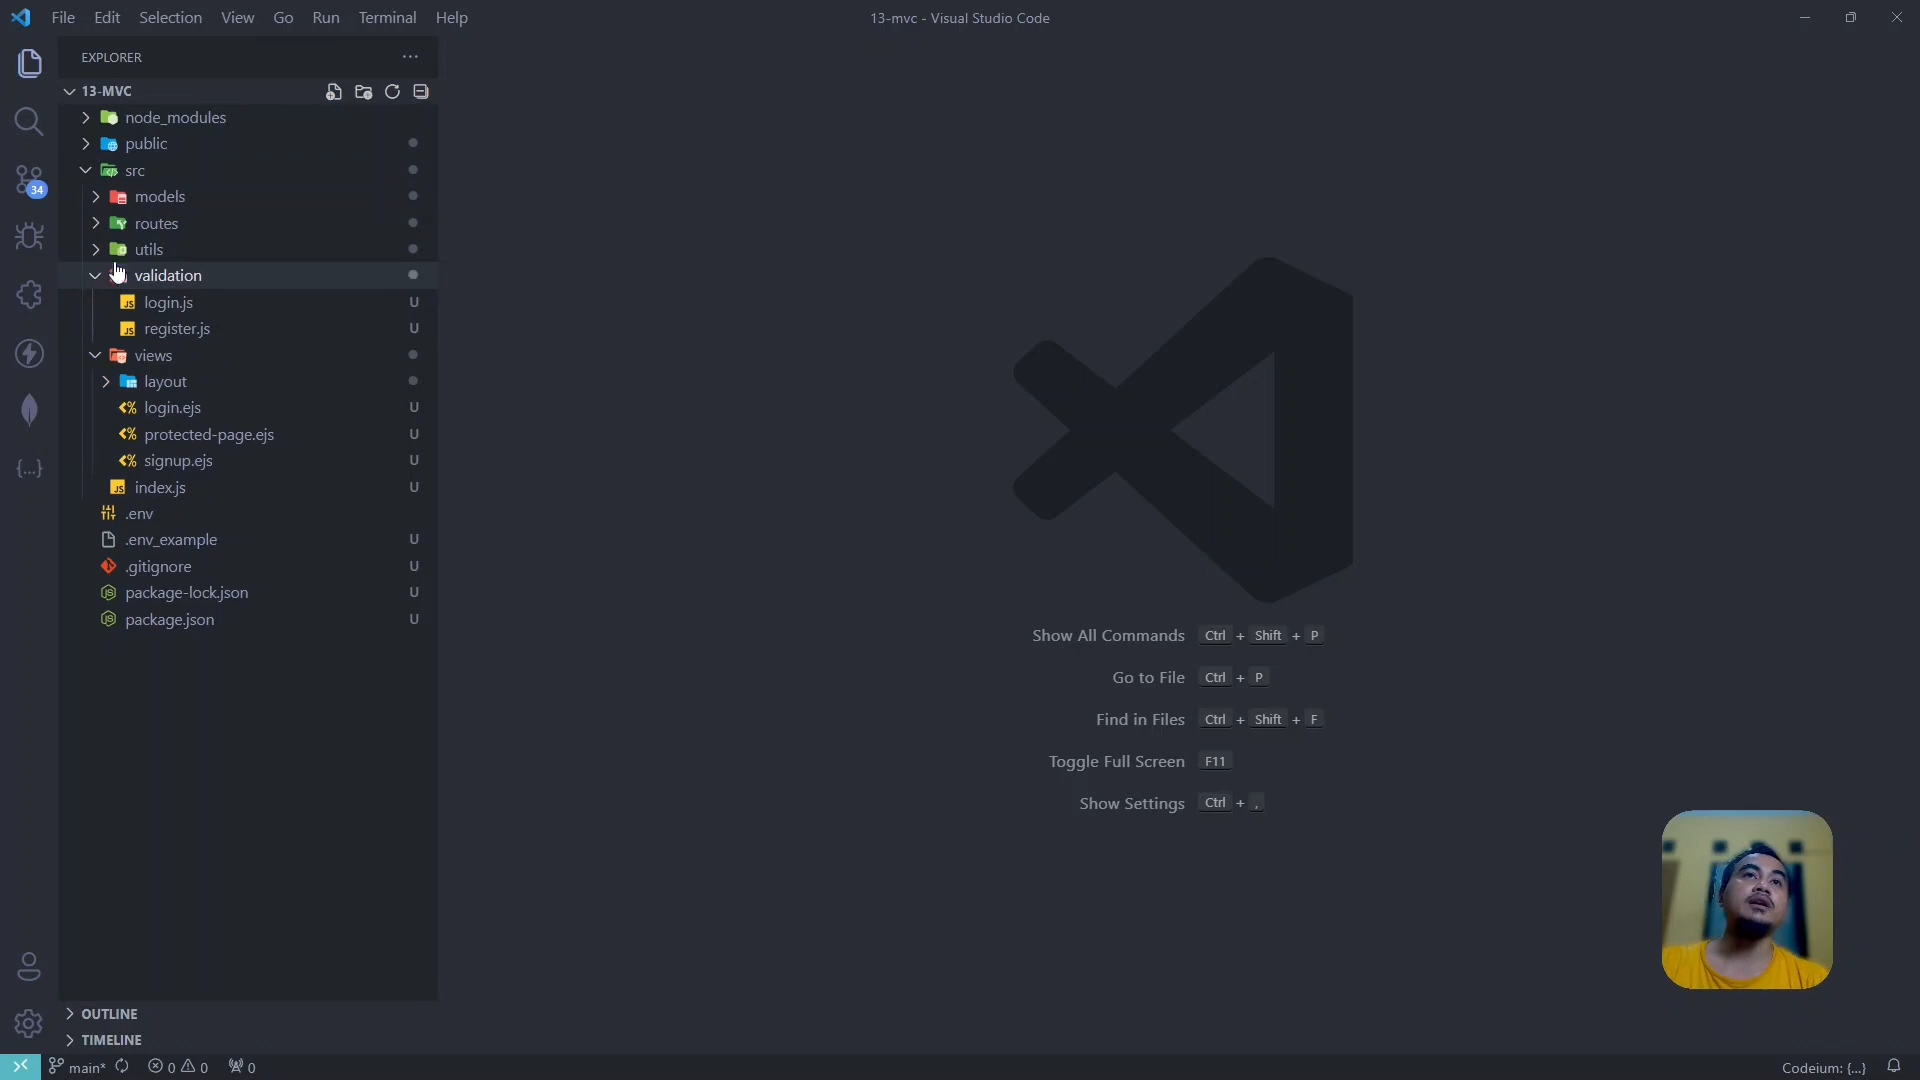 File Edit Selection View Go Run Terminal Help
13-mvc - Visual Studio Code
EXPLORER
13-MVC
node_modules
public
src
34
models
routes
utils
validation
login.js U
register.js U
views
layout
login.ejs U
protected-page.ejs U
signup.ejs U
index.js U
.env
.env_example U
.gitignore U
package-lock.json U
package.json U
Show All Commands Ctrl + Shift + P
Go to File Ctrl + P
Find in Files Ctrl + Shift + F
Toggle Full Screen F11
Show Settings Ctrl + ,
OUTLINE
TIMELINE
main* 0 0 0
Codeium: {...}